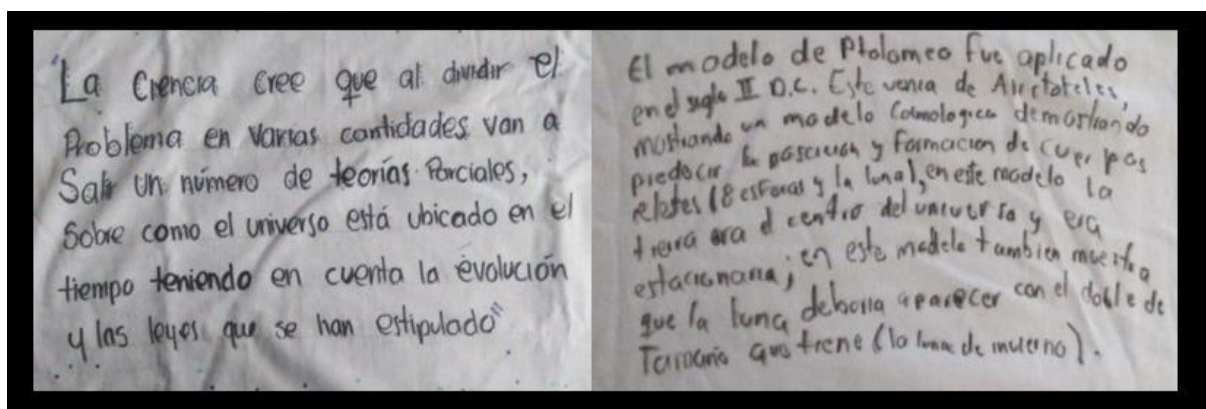 "La Ciencia cree que al dividir el
Problema en varias cantidades van a
Salir un número de teorías Parciales,
Sobre como el universo está ubicado en el
tiempo teniendo en cuenta la evolución
y las leyes que se han estipulado"
El modelo de Ptolomeo fue aplicado
en el siglo II D.C. Este venia de Airctoteles,
mostrando un modelo Cosmologico demostrando
predecir la posicion y formacion de cuerpos
(8 esferas y la luna), en este modelo la
tierra era el centro del universo y era
estacionaria; en este modelo tambien muestra
que la luna deberia aparecer con el doble de
Tamaño que tiene (la luna de invierno).